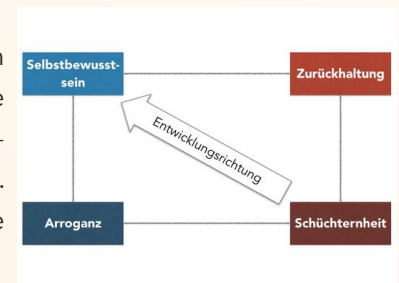 Selbstbewusst-
sein
Zurückhaltung
Entwicklungsrichtung
Arroganz
Schüchternheit